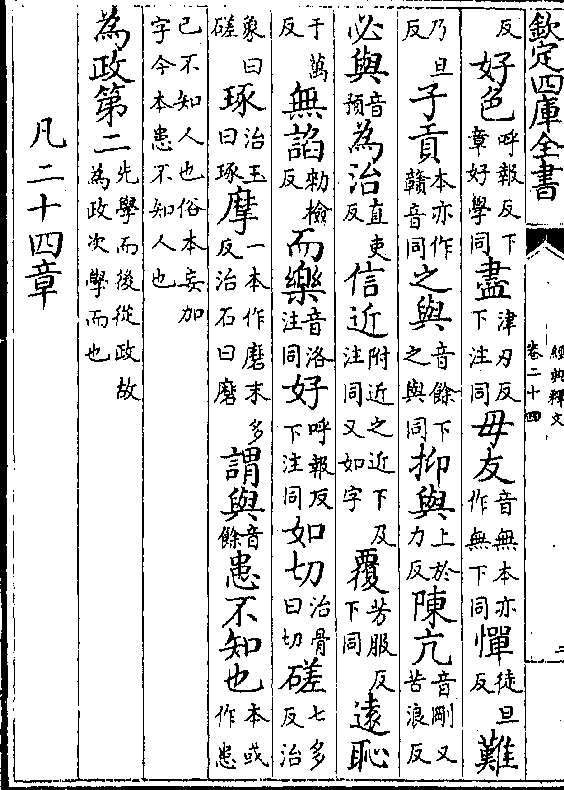 欽定四庫全書
經典釋文
卷二十四
二
反好色呼報反下章好學同盡津刃反下注同毋友音無本亦作無下同憚徒旦反難
乃旦反子貢本亦作贛音同之與音餘下之與同抑與上於力反陳亢音剛又苦浪反
必與音預為治直吏反信近附近之近下及注同又如字覆芳服反下同遠恥
于萬反無諂勑檢反而樂音洛注同好呼報反下注同如切治骨曰切磋七多反治
象曰磋琢治玉曰琢摩一本作磨末多反治石曰磨謂與音餘患不知也本或作患
己不知人也俗本妄加字今本患不知人也
為政第二先學而後從政故為政次學而也
凡二十四章